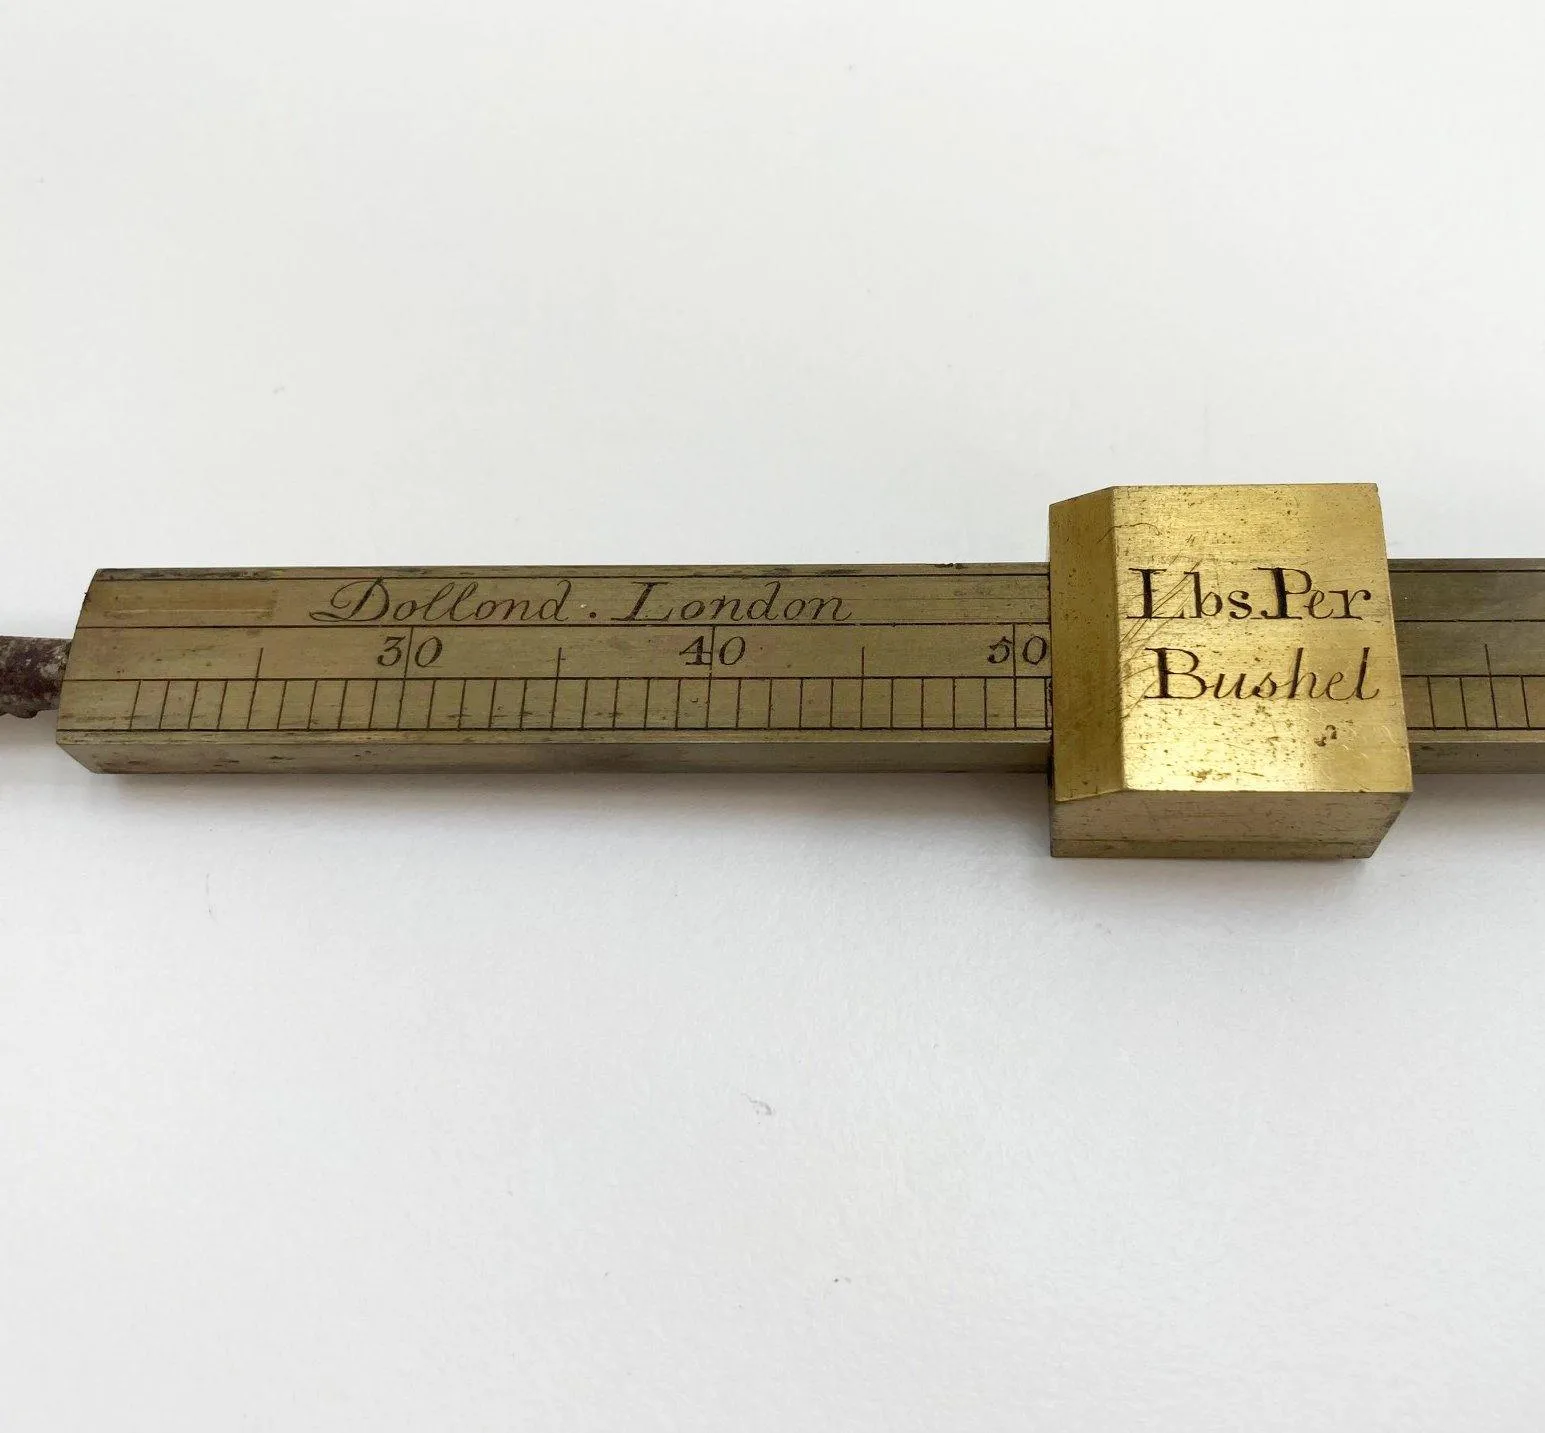 Dollond . London
30 40 50
Lbs. Per
Bushel